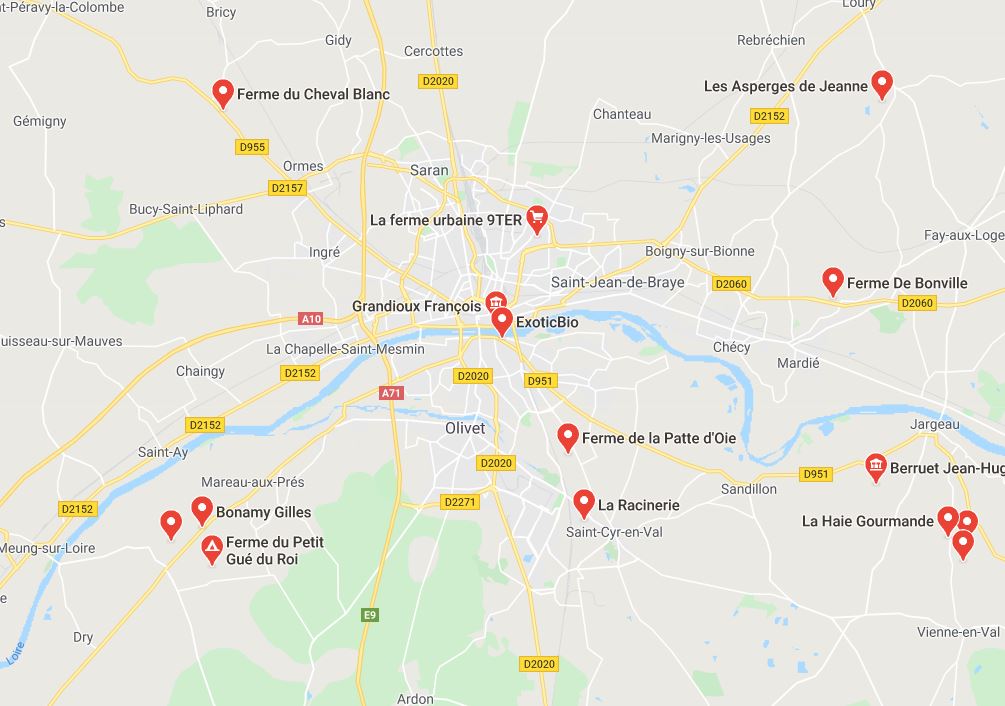 nt-Péravy-la-Colombe
Bricy
Loury
Gidy
Cercottes
Rebréchien
D2020
Ferme du Cheval Blanc
Les Asperges de Jeanne
Gémigny
Chanteau
D2152
Marigny-les-Usages
D955
Ormes
Saran
D2157
Bucy-Saint-Liphard
La ferme urbaine 9TER
s
Fay-aux-Loge
Ingré
Boigny-sur-Bionne
Saint-Jean-de-Braye
D2060
Ferme De Bonville
D2060
Grandioux François
A10
ExoticBio
uisseau-sur-Mauves
La Chapelle-Saint-Mesmin
Chécy
Mardié
Chaingy
D2152
D2020
D951
A71
D2152
Olivet
Jargeau
Ferme de la Patte d'Oie
Saint-Ay
D2020
Berruet Jean-Hug
D951
Mareau-aux-Prés
Sandillon
D2152
D2271
La Racinerie
Bonamy Gilles
La Haie Gourmande
Saint-Cyr-en-Val
Meung-sur-Loire
Ferme du Petit
Gué du Roi
e
E9
Dry
Vienne-en-Val
Loire
D2020
Ardon